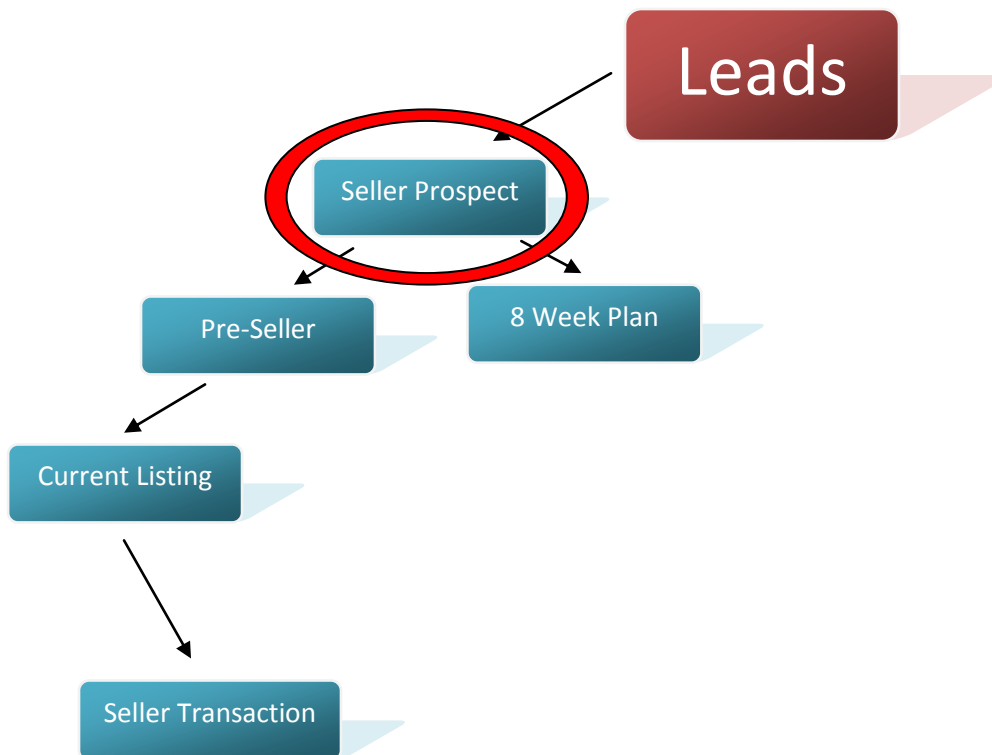 Leads
Seller Prospect
8 Week Plan
Pre-Seller
Current Listing
Seller Transaction